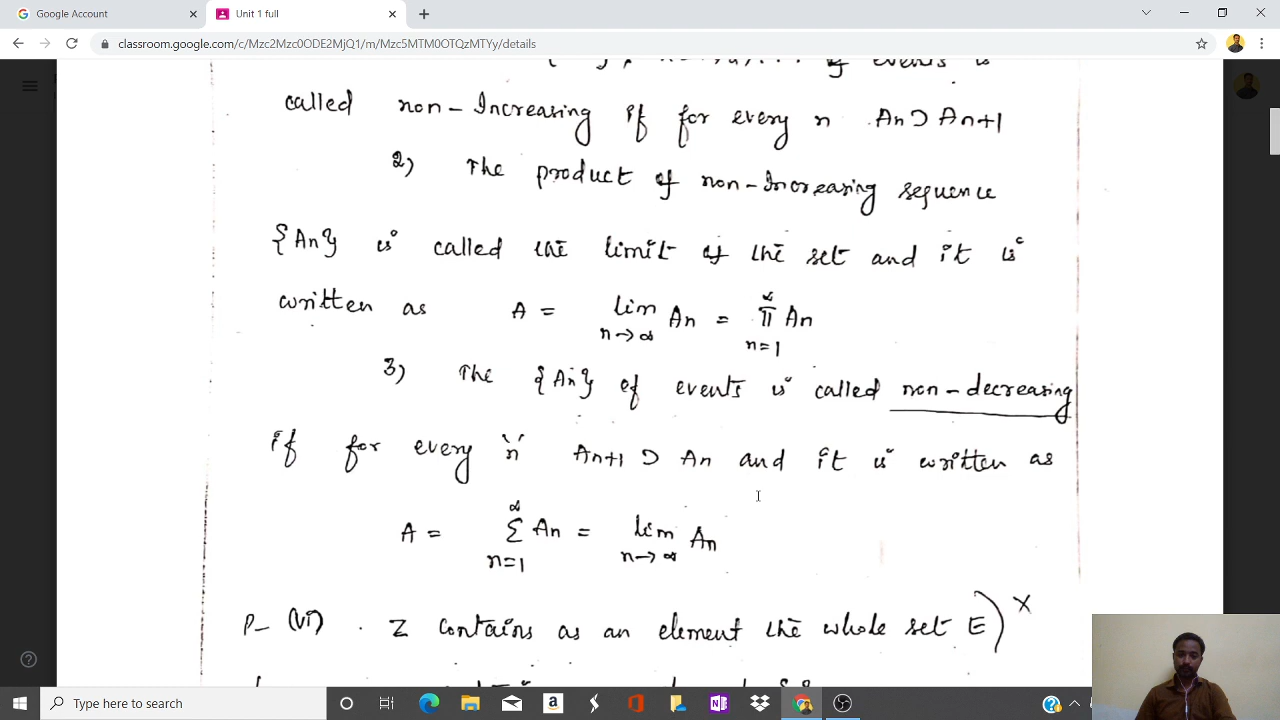 Google Account
Unit 1 full
classroom.google.com/c/Mzc2Mzc0ODE2MjQ1/m/Mzc5MTM0OTQzMTYy/details
of events is
called non-Increasing if for every n An⊃An+1
2) The product of non-Increasing sequence
{An} is called the limit of the set and it is
written as A = lim n→∞ An = ∞ π n=1 An
3) The {An} of events is called non-decreasing
if for every 'n' An+1 ⊃ An and it is written as
A = ∞ Σ n=1 An = lim n→∞ An
P- (vi) . Z contains as an element the whole set E) X
Type here to search